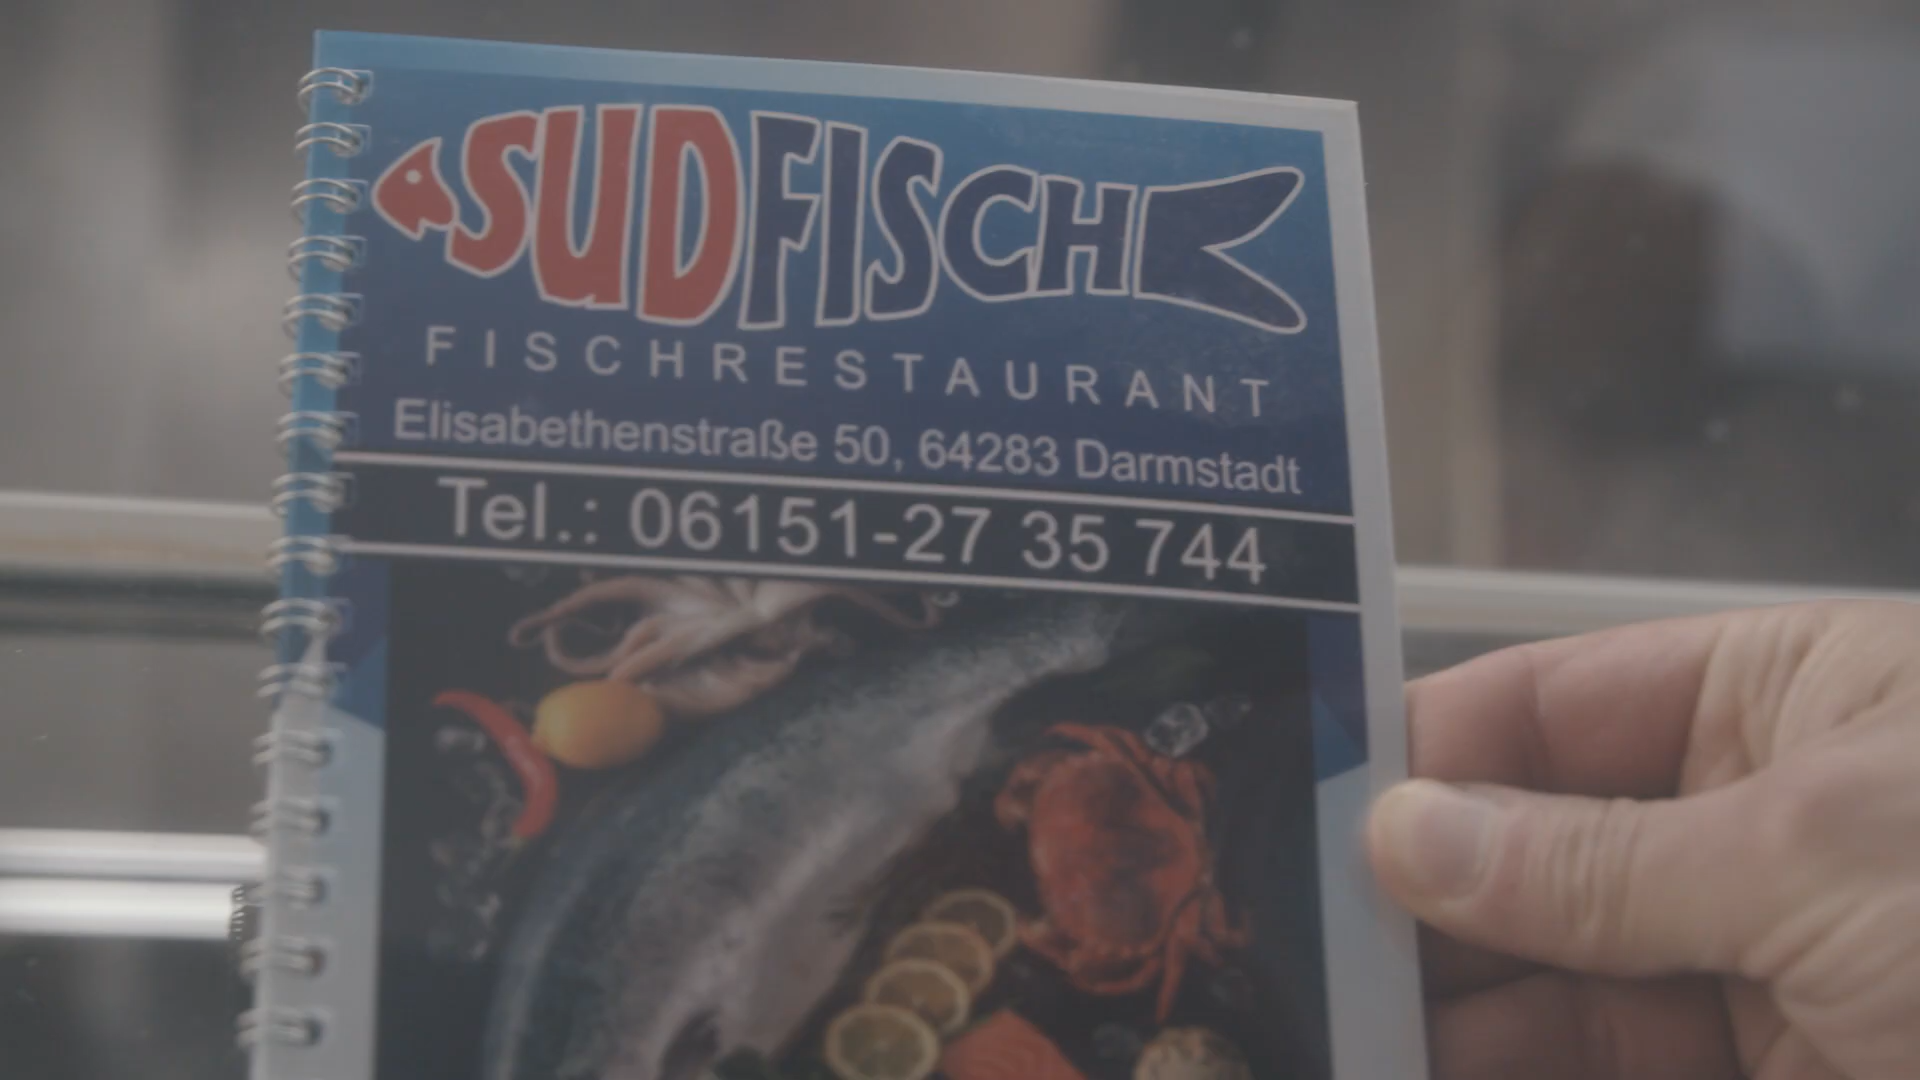 SUDFISCH
FISCHRESTAURANT
Elisabethenstraße 50, 64283 Darmstadt
Tel.: 06151-27 35 744